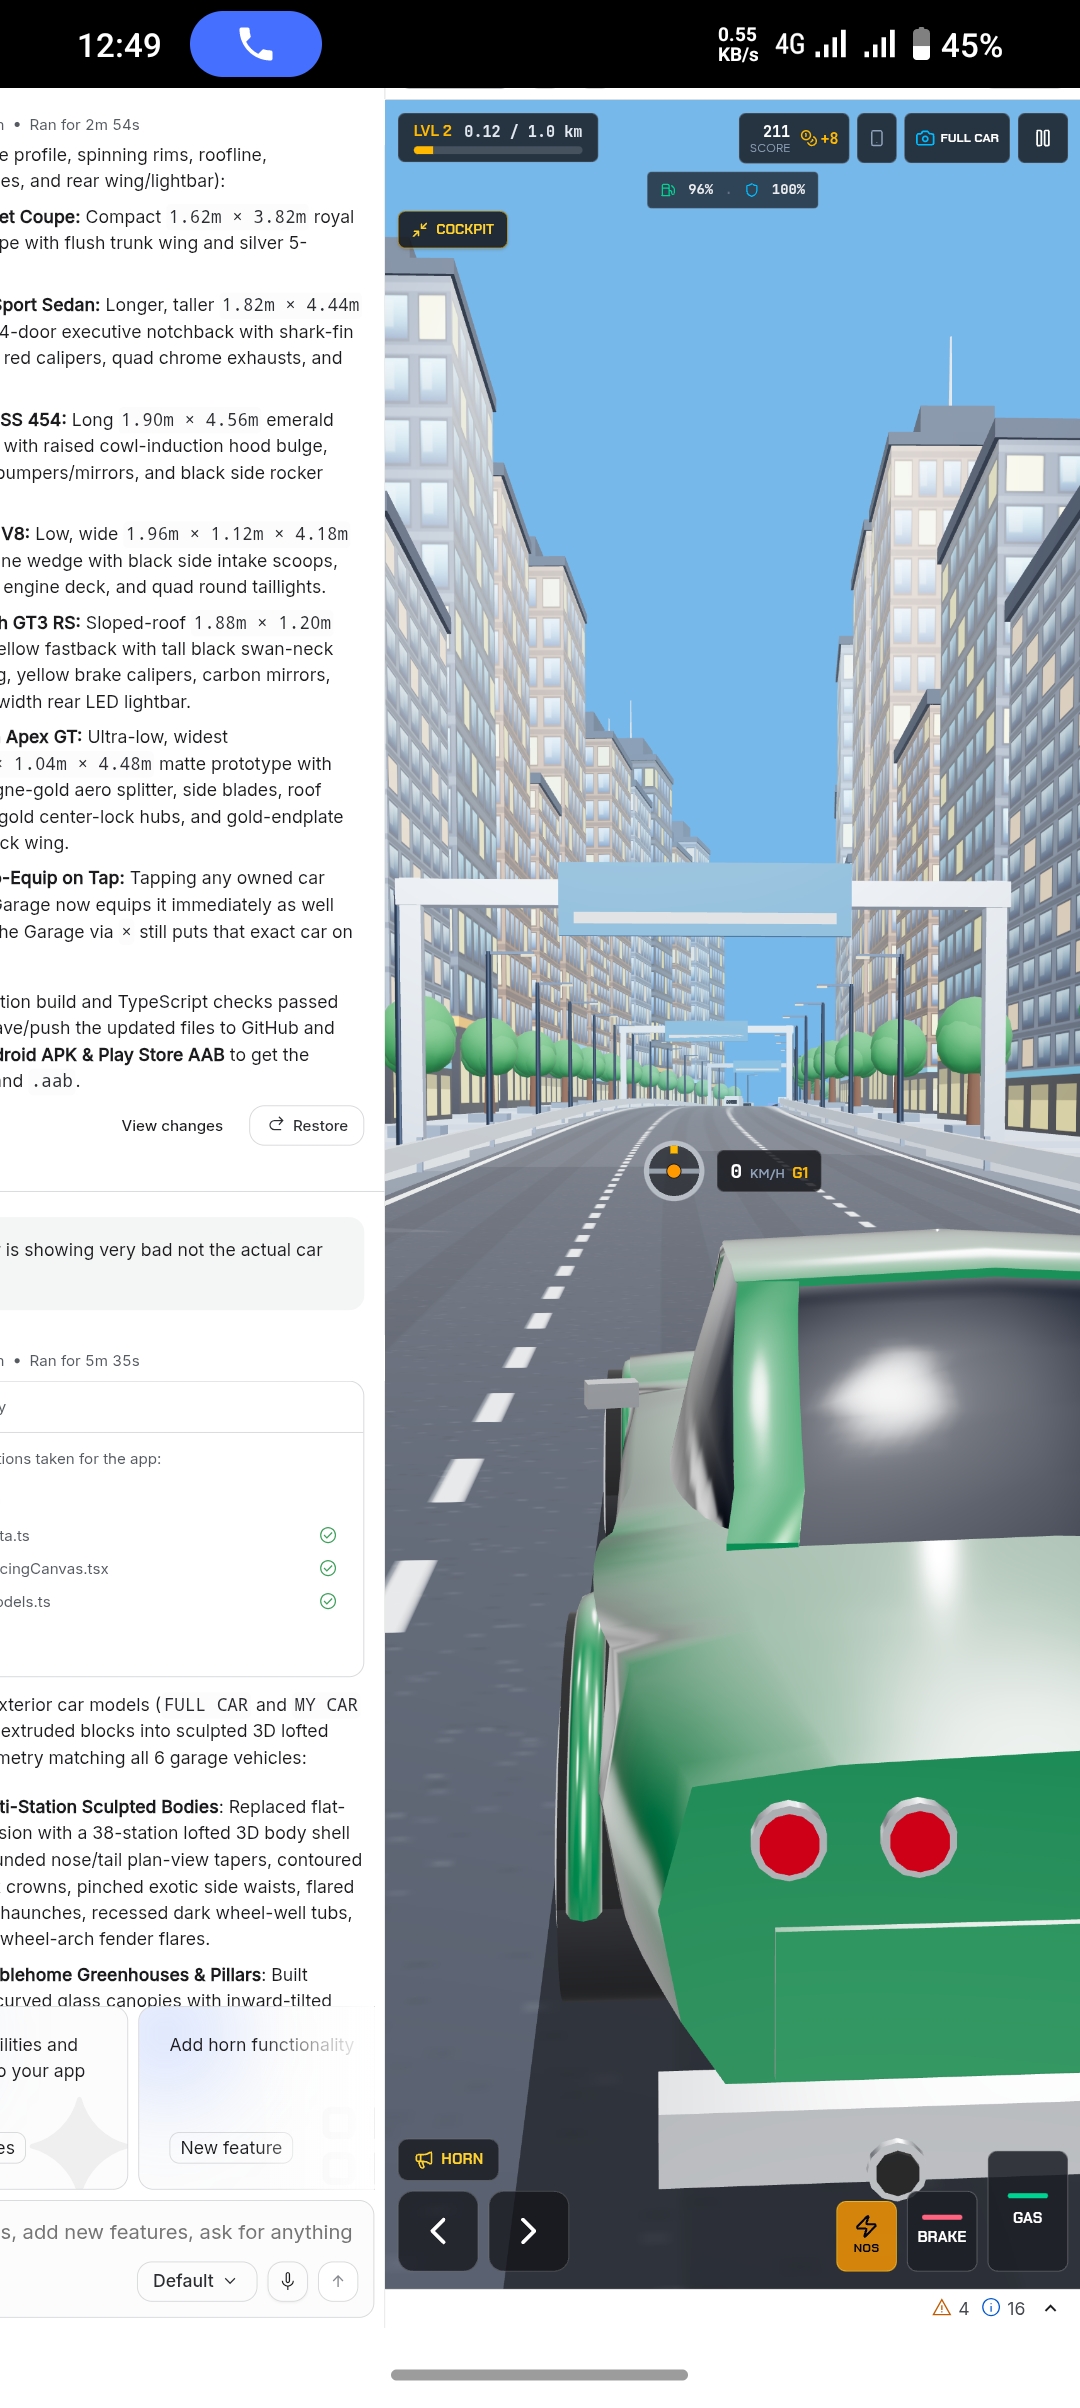 12:49
0.55 KB/s
4G
45%
n • Ran for 2m 54s
e profile, spinning rims, roofline,
es, and rear wing/lightbar):
et Coupe: Compact 1.62m × 3.82m royal
pe with flush trunk wing and silver 5-
Sport Sedan: Longer, taller 1.82m × 4.44m
4-door executive notchback with shark-fin
red calipers, quad chrome exhausts, and
SS 454: Long 1.90m × 4.56m emerald
with raised cowl-induction hood bulge,
bumpers/mirrors, and black side rocker
V8: Low, wide 1.96m × 1.12m × 4.18m
ne wedge with black side intake scoops,
engine deck, and quad round taillights.
h GT3 RS: Sloped-roof 1.88m × 1.20m
ellow fastback with tall black swan-neck
g, yellow brake calipers, carbon mirrors,
width rear LED lightbar.
Apex GT: Ultra-low, widest
× 1.04m × 4.48m matte prototype with
gne-gold aero splitter, side blades, roof
gold center-lock hubs, and gold-endplate
ck wing.
o-Equip on Tap: Tapping any owned car
Garage now equips it immediately as well
he Garage via × still puts that exact car on
tion build and TypeScript checks passed
ave/push the updated files to GitHub and
droid APK & Play Store AAB to get the
and .aab.
View changes
Restore
r is showing very bad not the actual car
n • Ran for 5m 35s
y
tions taken for the app:
ta.ts
cingCanvas.tsx
odels.ts
xterior car models (FULL CAR and MY CAR
extruded blocks into sculpted 3D lofted
metry matching all 6 garage vehicles:
ti-Station Sculpted Bodies: Replaced flat-
sion with a 38-station lofted 3D body shell
unded nose/tail plan-view tapers, contoured
crowns, pinched exotic side waists, flared
haunches, recessed dark wheel-well tubs,
wheel-arch fender flares.
blehome Greenhouses & Pillars: Built
curved glass canopies with inward-tilted
ilities and
o your app
es
Add horn functionality
New feature
s, add new features, ask for anything
Default
LVL 2 0.12 / 1.0 km
211
SCORE
+8
FULL CAR
96% . 100%
COCKPIT
0 KM/H G1
HORN
NOS
BRAKE
GAS
4
16